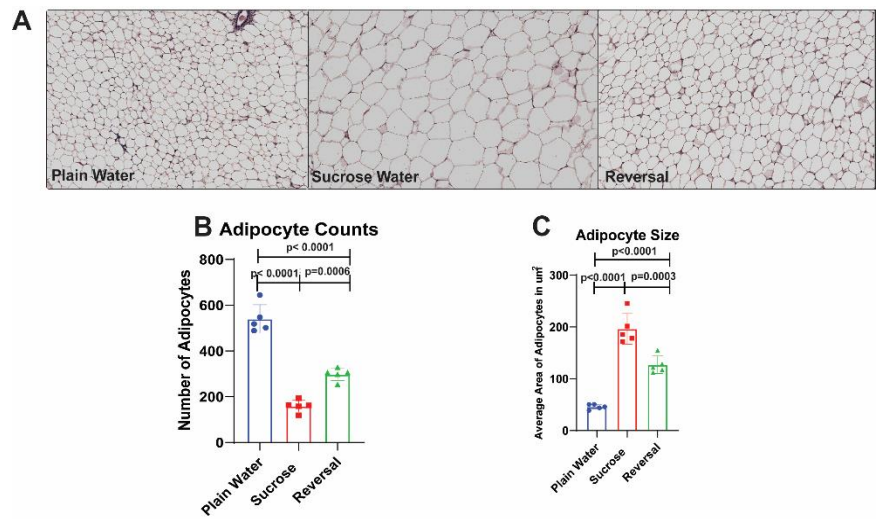 A
Plain Water
Sucrose Water
Reversal
B Adipocyte Counts
p< 0.0001
p< 0.0001 p=0.0006
Number of Adipocytes
800
600
400
200
0
Plain Water
Sucrose
Reversal
C Adipocyte Size
p<0.0001
p<0.0001 p=0.0003
Average Area of Adipocytes in um²
300
200
100
0
Plain Water
Sucrose
Reversal